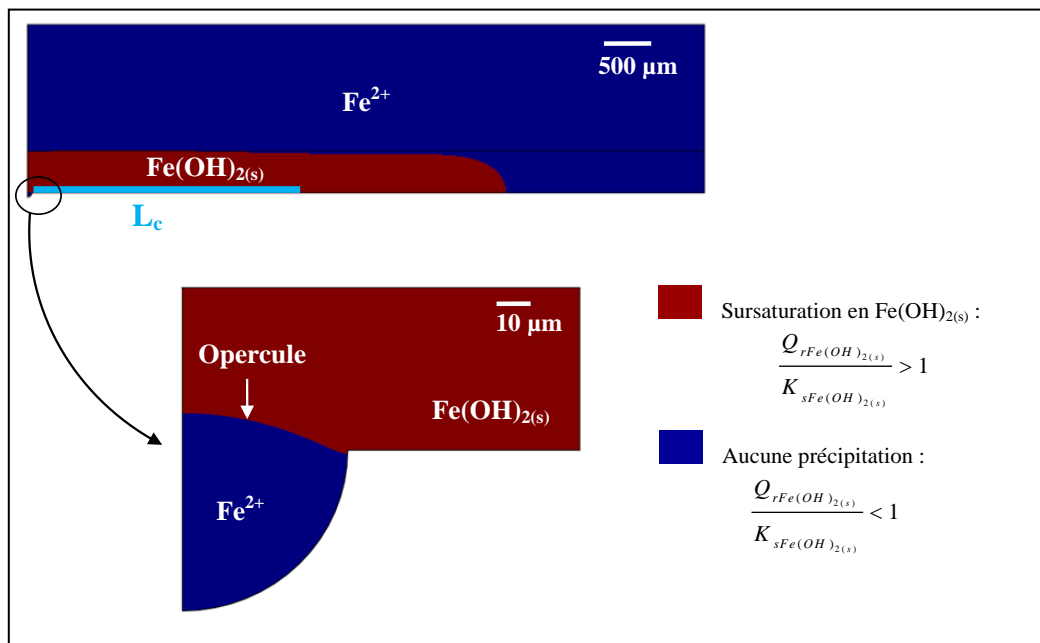 500 µm
Fe2+
Fe(OH)2(s)
Lc
10 µm
Opercule
Fe(OH)2(s)
Fe2+
Sursaturation en Fe(OH)2(s) :
QrFe(OH)2(s) / KsFe(OH)2(s) > 1
Aucune précipitation :
QrFe(OH)2(s) / KsFe(OH)2(s) < 1